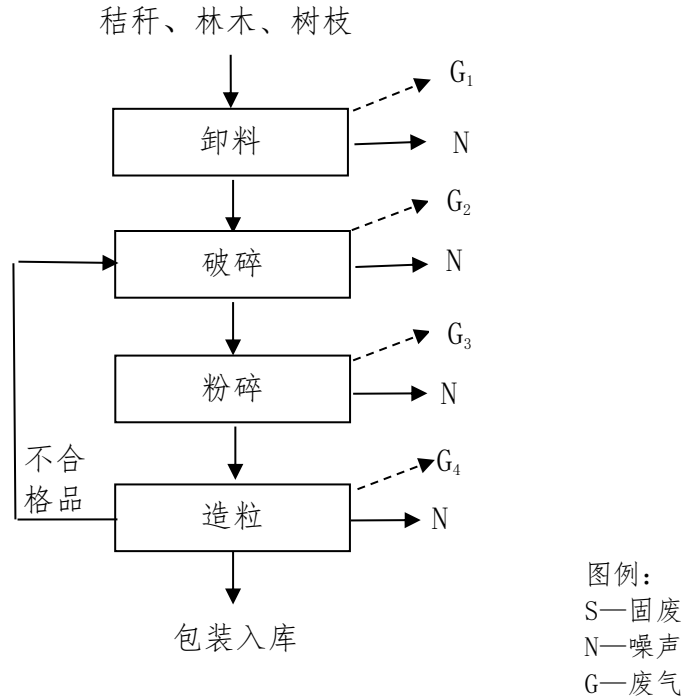 秸秆、林木、树枝
G₁
卸料
N
G₂
破碎
N
G₃
粉碎
N
不合
格品
G₄
造粒
N
包装入库
图例：
S—固废
N—噪声
G—废气